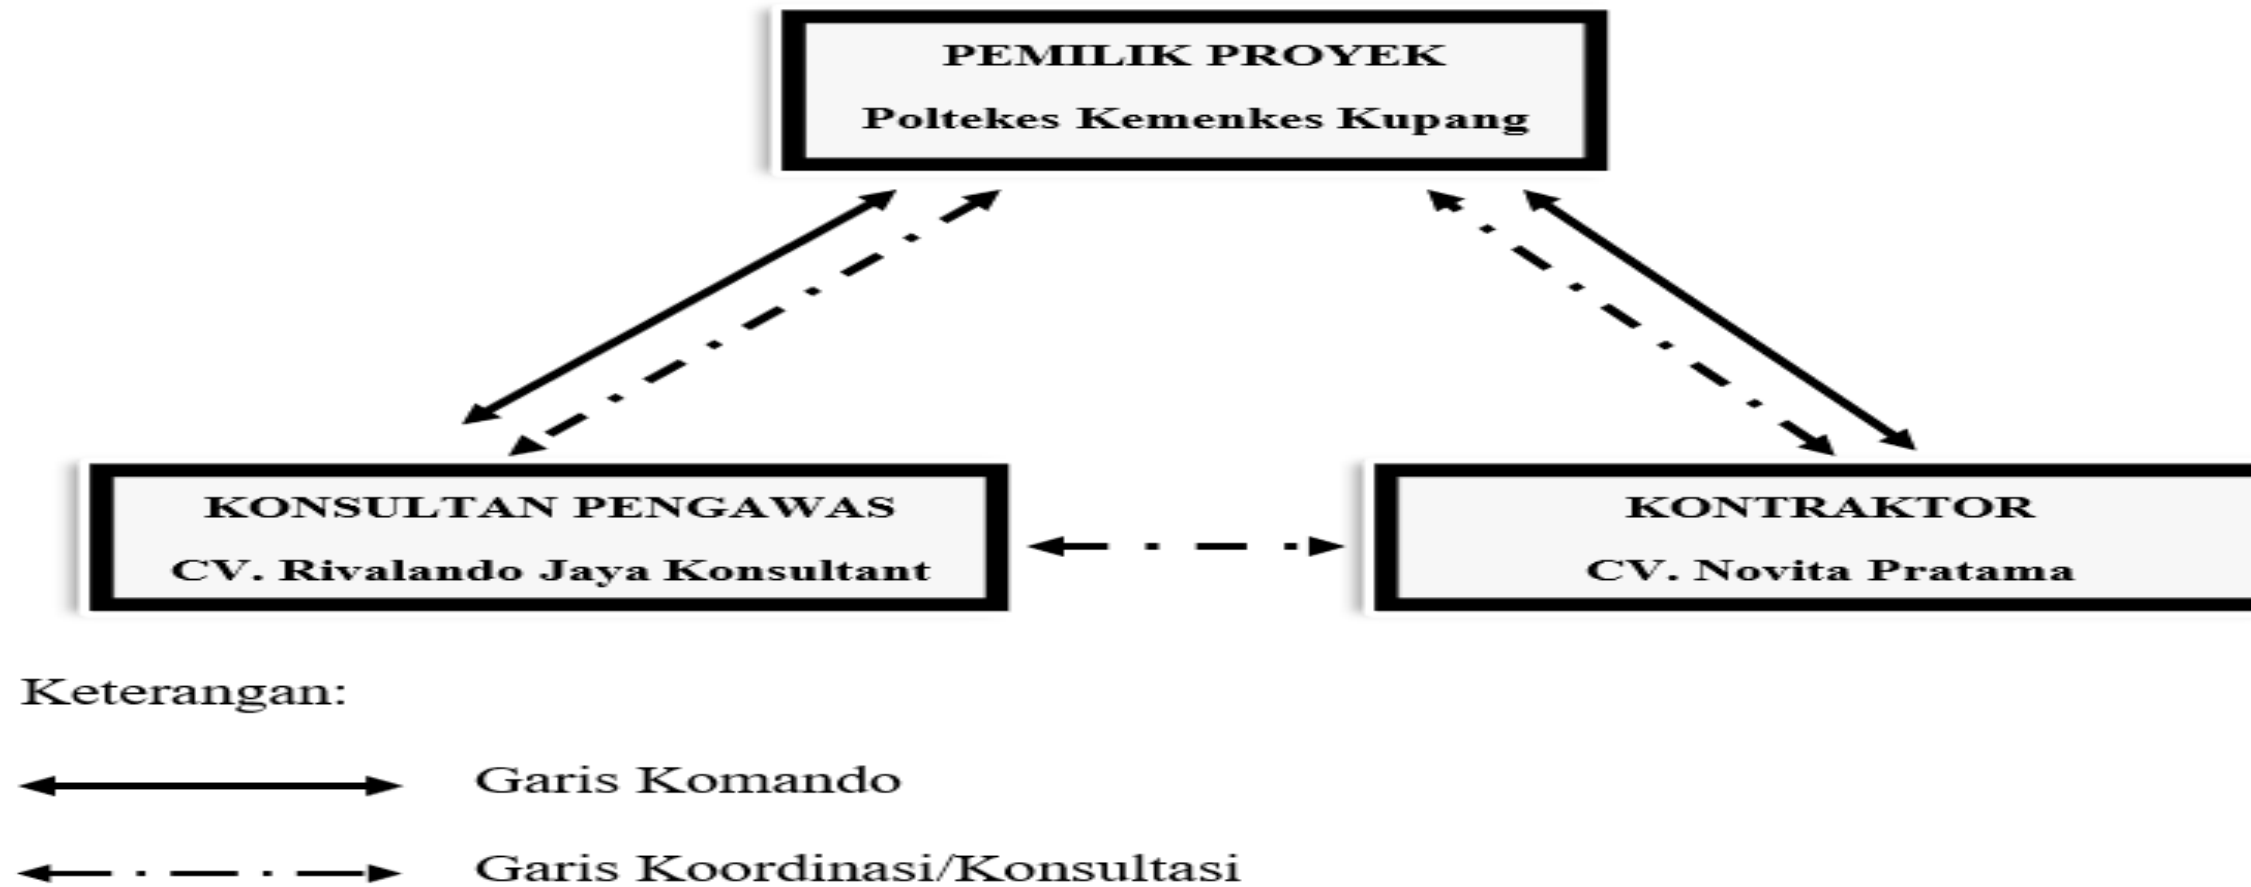 PEMILIK PROYEK
Poltekes Kemenkes Kupang
KONSULTAN PENGAWAS
CV. Rivalando Jaya Konsultant
KONTRAKTOR
CV. Novita Pratama
Keterangan:
Garis Komando
Garis Koordinasi/Konsultasi